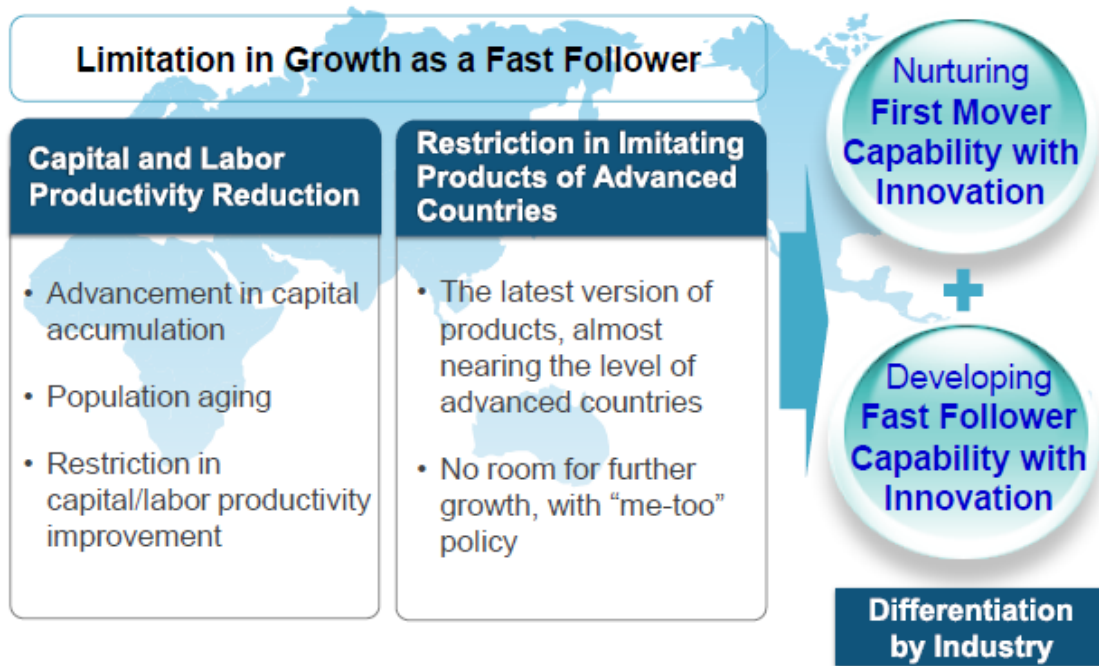 Limitation in Growth as a Fast Follower
Capital and Labor
Productivity Reduction
• Advancement in capital
accumulation
• Population aging
• Restriction in
capital/labor productivity
improvement
Restriction in Imitating
Products of Advanced
Countries
• The latest version of
products, almost
nearing the level of
advanced countries
• No room for further
growth, with “me-too”
policy
Nurturing
First Mover
Capability with
Innovation
+
Developing
Fast Follower
Capability with
Innovation
Differentiation
by Industry